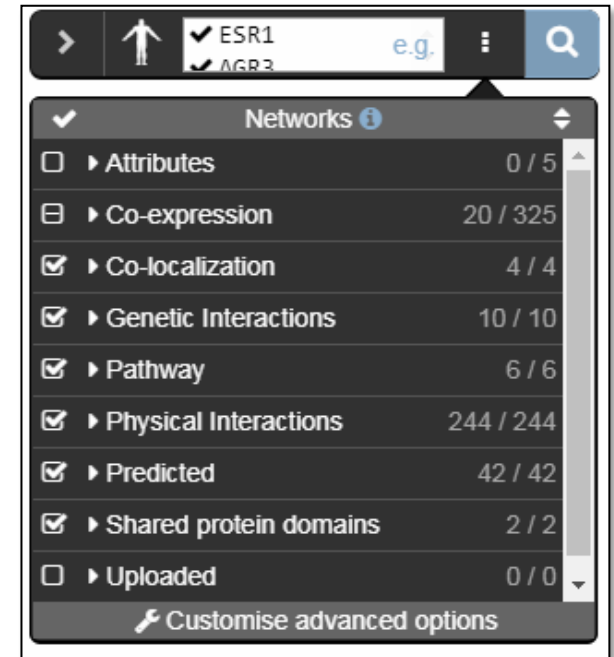 ESR1
e.g.
AGR3
Networks
Attributes 0 / 5
Co-expression 20 / 325
Co-localization 4 / 4
Genetic Interactions 10 / 10
Pathway 6 / 6
Physical Interactions 244 / 244
Predicted 42 / 42
Shared protein domains 2 / 2
Uploaded 0 / 0
Customise advanced options